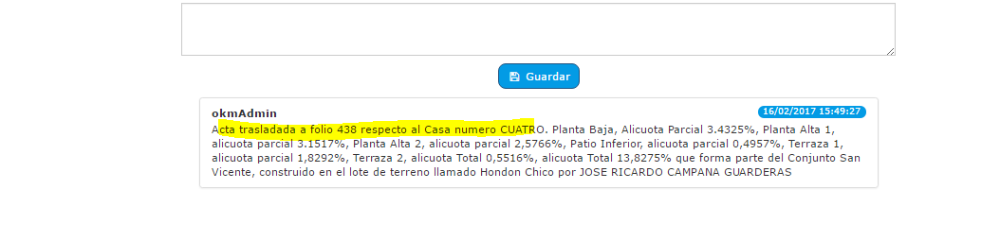 Guardar
okmAdmin
16/02/2017 15:49:27
Acta trasladada a folio 438 respecto al Casa numero CUATRO. Planta Baja, Alicuota Parcial 3.4325%, Planta Alta 1,
alicuota parcial 3.1517%, Planta Alta 2, alicuota parcial 2,5766%, Patio Inferior, alicuota parcial 0,4957%, Terraza 1,
alicuota parcial 1,8292%, Terraza 2, alicuota Total 0,5516%, alicuota Total 13,8275% que forma parte del Conjunto San
Vicente, construido en el lote de terreno llamado Hondon Chico por JOSE RICARDO CAMPANA GUARDERAS